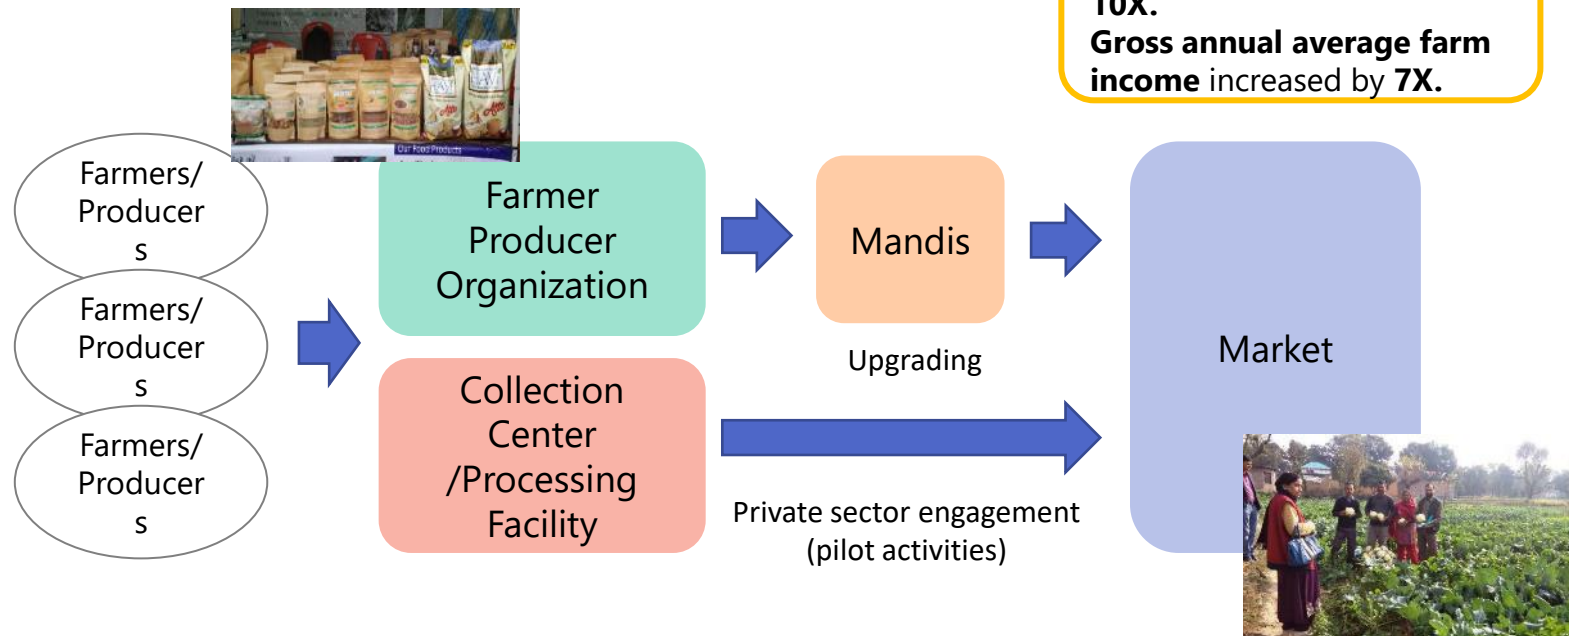 10X.
Gross annual average farm
income increased by 7X.
Our Food Products
Farmers/
Producer
s
Farmers/
Producer
s
Farmers/
Producer
s
Farmer
Producer
Organization
Collection
Center
/Processing
Facility
Mandis
Upgrading
Private sector engagement
(pilot activities)
Market